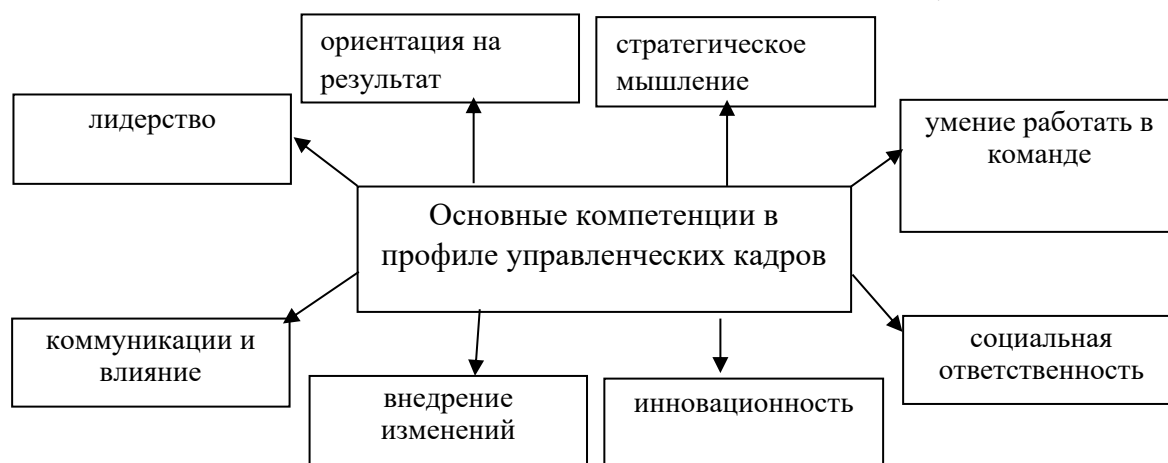 ориентация на
результат
стратегическое
мышление
лидерство
умение работать в
команде
Основные компетенции в
профиле управленческих кадров
коммуникации и
влияние
социальная
ответственность
внедрение
изменений
инновационность